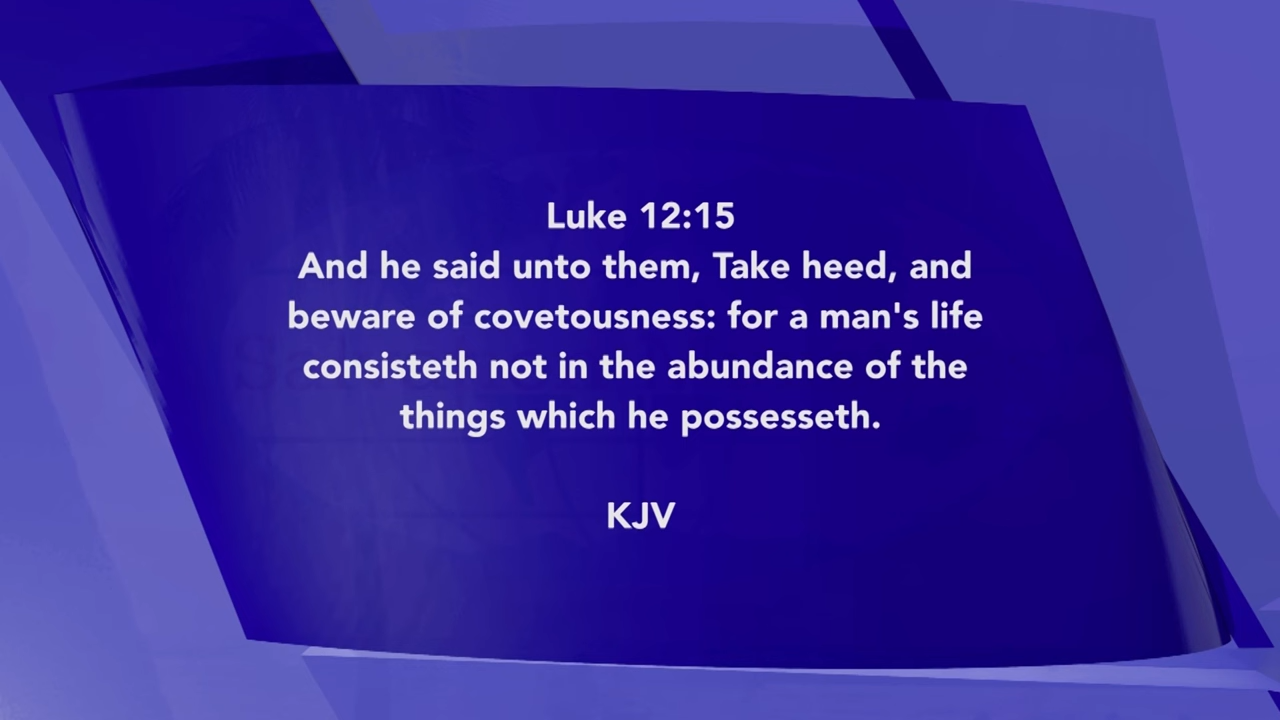 Luke 12:15
And he said unto them, Take heed, and
beware of covetousness: for a man's life
consisteth not in the abundance of the
things which he possesseth.
KJV